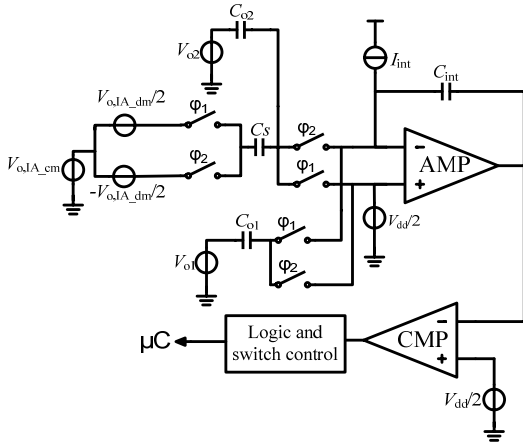 Co2
Vo2
Iint
Cint
Vo,IA_dm/2
φ1
Cs
φ2
AMP
-
+
Vo,IA_cm
φ2
φ1
-Vo,IA_dm/2
Vdd/2
Co1
φ1
Vo1
φ2
μC
Logic and
switch control
CMP
-
+
Vdd/2